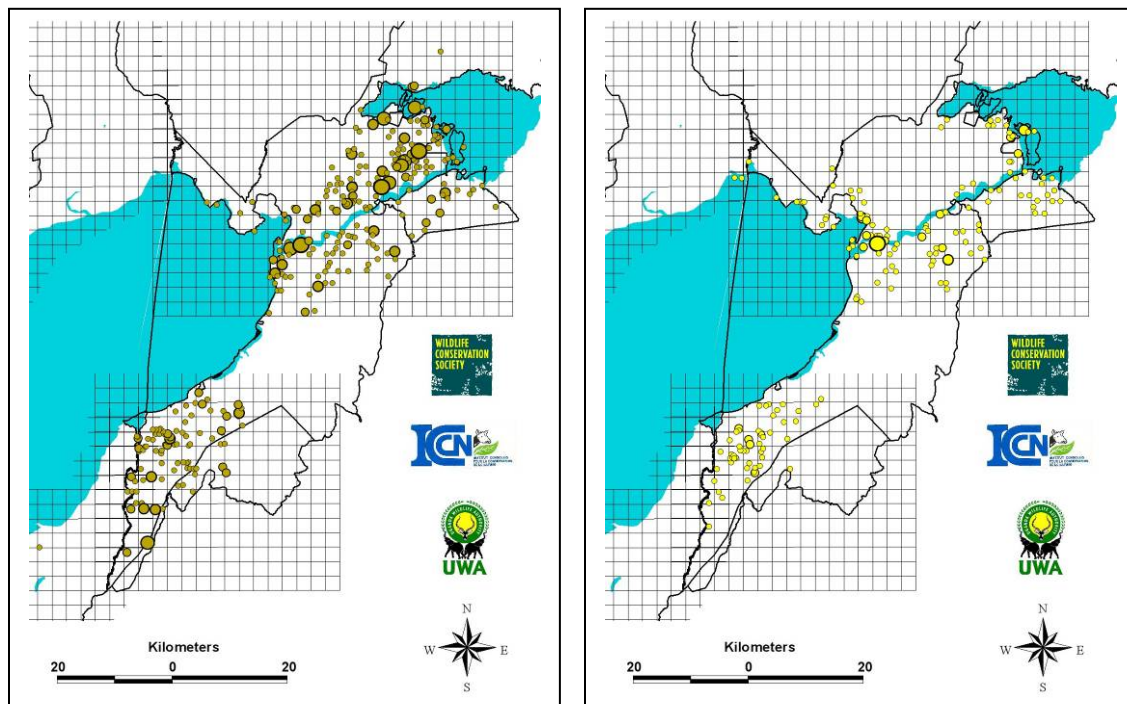 WILDLIFE
CONSERVATION
SOCIETY
ICCN
UWA
N
W E
S
Kilometers
20 0 20
WILDLIFE
CONSERVATION
SOCIETY
ICCN
UWA
N
W E
S
Kilometers
20 0 20